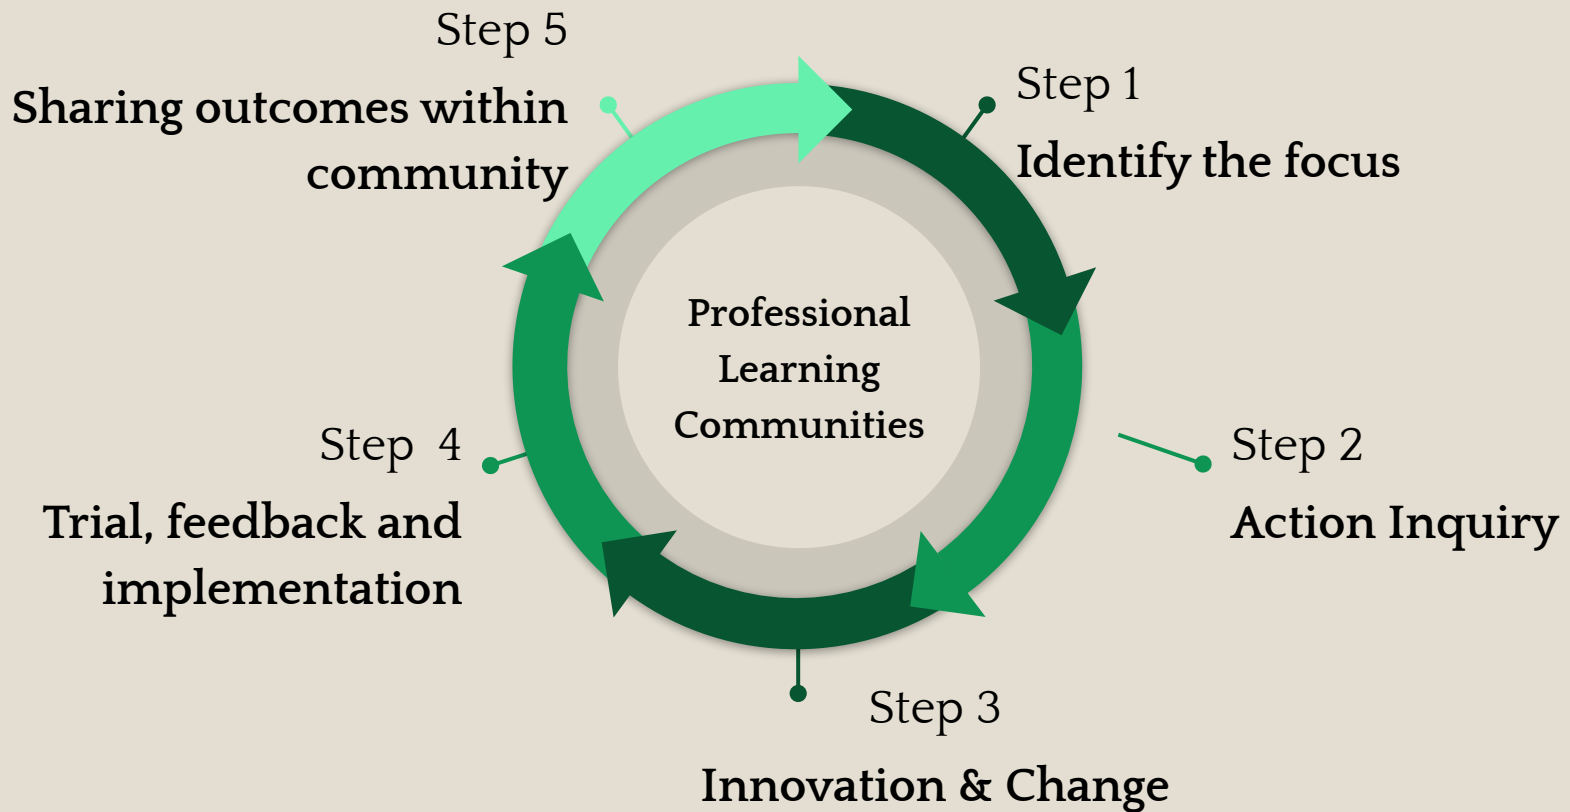 Step 5
Sharing outcomes within
community
Step 1
Identify the focus
Professional
Learning
Communities
Step 4
Trial, feedback and
implementation
Step 2
Action Inquiry
Step 3
Innovation & Change